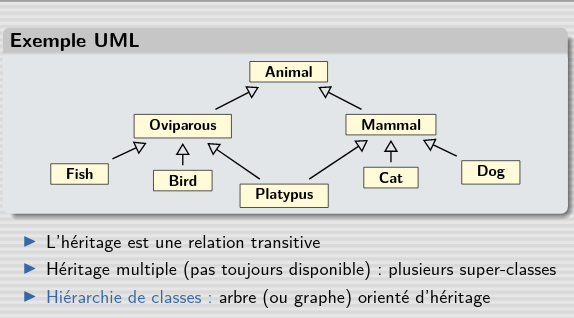 Exemple UML
Animal
Oviparous
Mammal
Fish
Bird
Platypus
Cat
Dog
L'héritage est une relation transitive
Héritage multiple (pas toujours disponible) : plusieurs super-classes
Hiérarchie de classes : arbre (ou graphe) orienté d'héritage